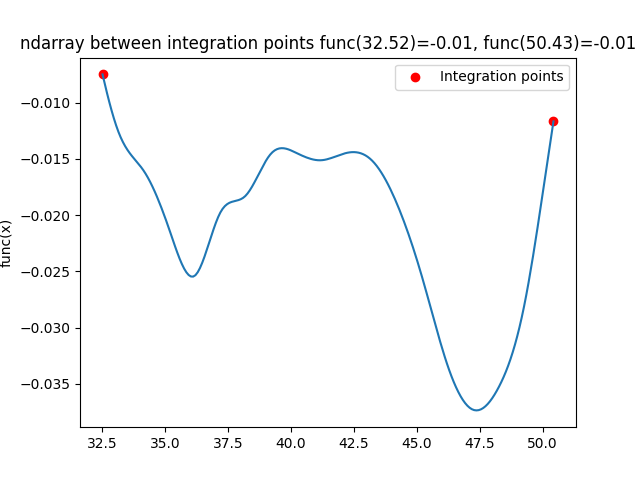 ndarray between integration points func(32.52)=-0.01, func(50.43)=-0.01
Integration points
func(x)
−0.010
−0.015
−0.020
−0.025
−0.030
−0.035
32.5 35.0 37.5 40.0 42.5 45.0 47.5 50.0